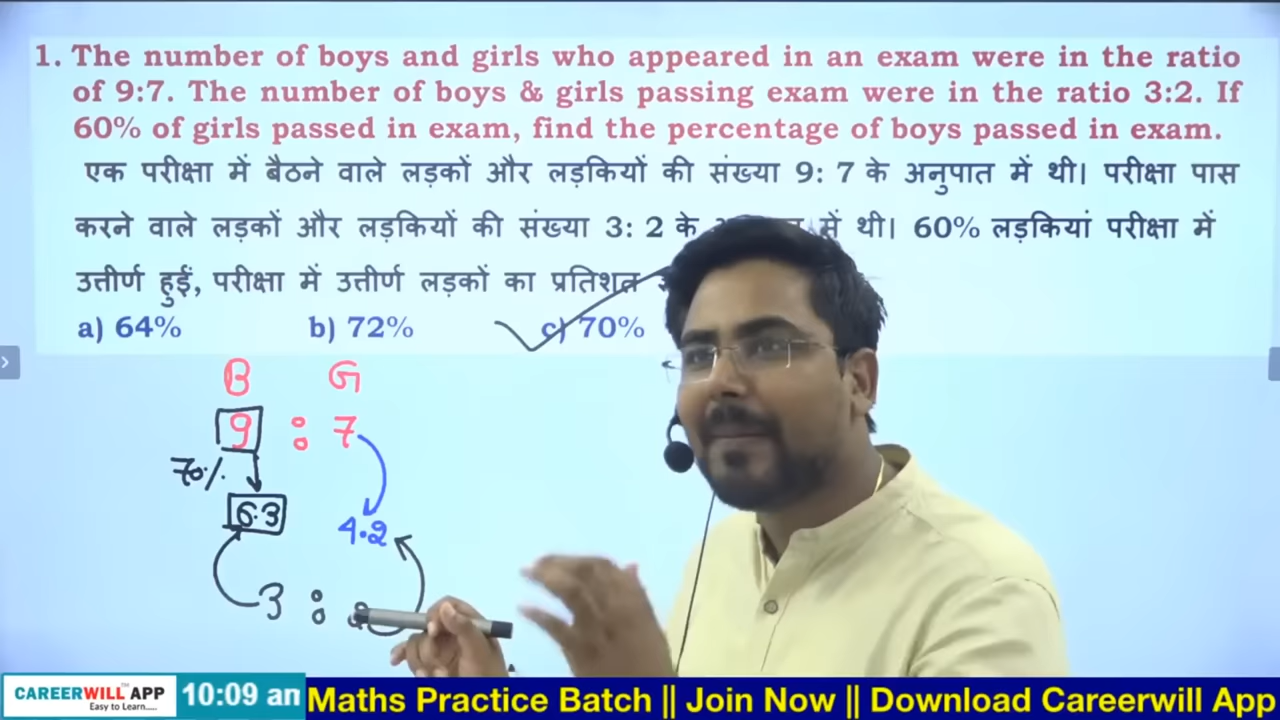 1. The number of boys and girls who appeared in an exam were in the ratio
of 9:7. The number of boys & girls passing exam were in the ratio 3:2. If
60% of girls passed in exam, find the percentage of boys passed in exam.
एक परीक्षा में बैठने वाले लड़कों और लड़कियों की संख्या 9: 7 के अनुपात में थी। परीक्षा पास
करने वाले लड़कों और लड़कियों की संख्या 3: 2 के में थी। 60% लड़कियां परीक्षा में
उत्तीर्ण हुईं, परीक्षा में उत्तीर्ण लड़कों का प्रतिशत
a) 64% b) 72% c) 70%
B G
9 : 7
70%
6.3 4.2
3 : 2
CAREERWILL APP
Easy to Learn.....
10:09 am
Maths Practice Batch || Join Now || Download Careerwill App